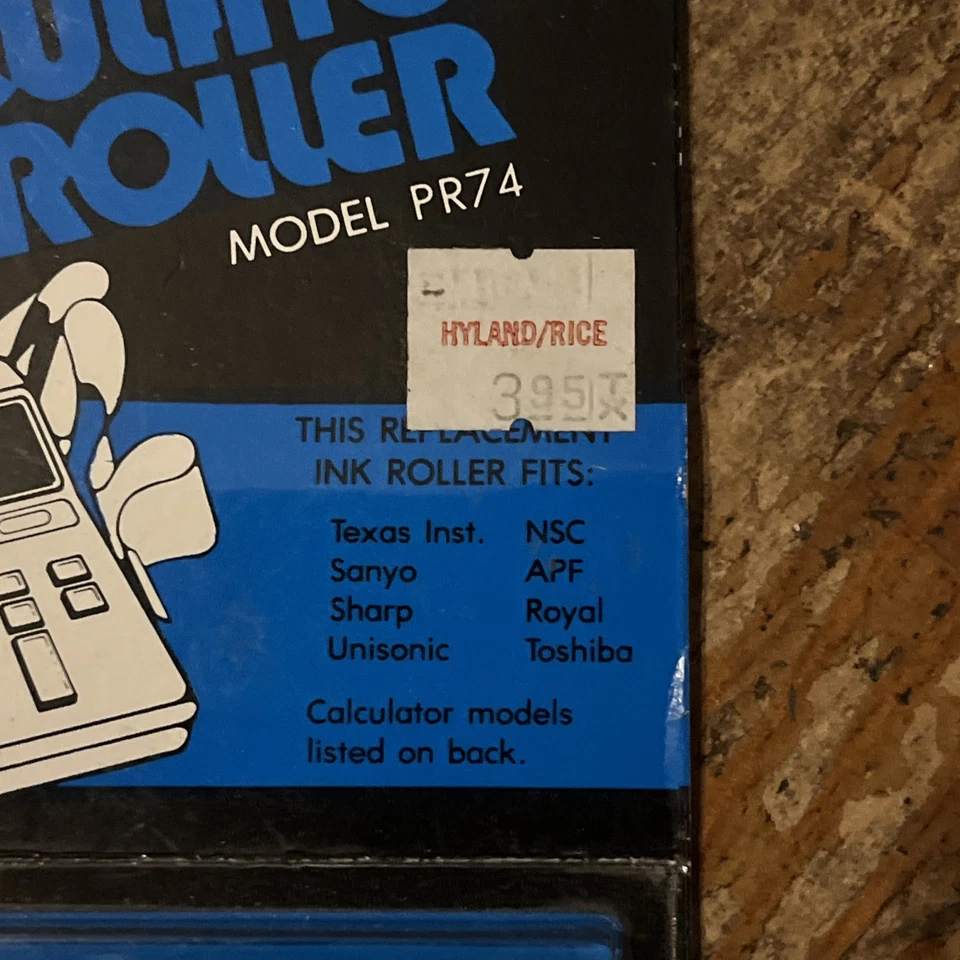 ROLLER
MODEL PR74
HYLAND/RICE
395 TX
THIS REPLACEMENT
INK ROLLER FITS:
Texas Inst. NSC
Sanyo APF
Sharp Royal
Unisonic Toshiba
Calculator models
listed on back.